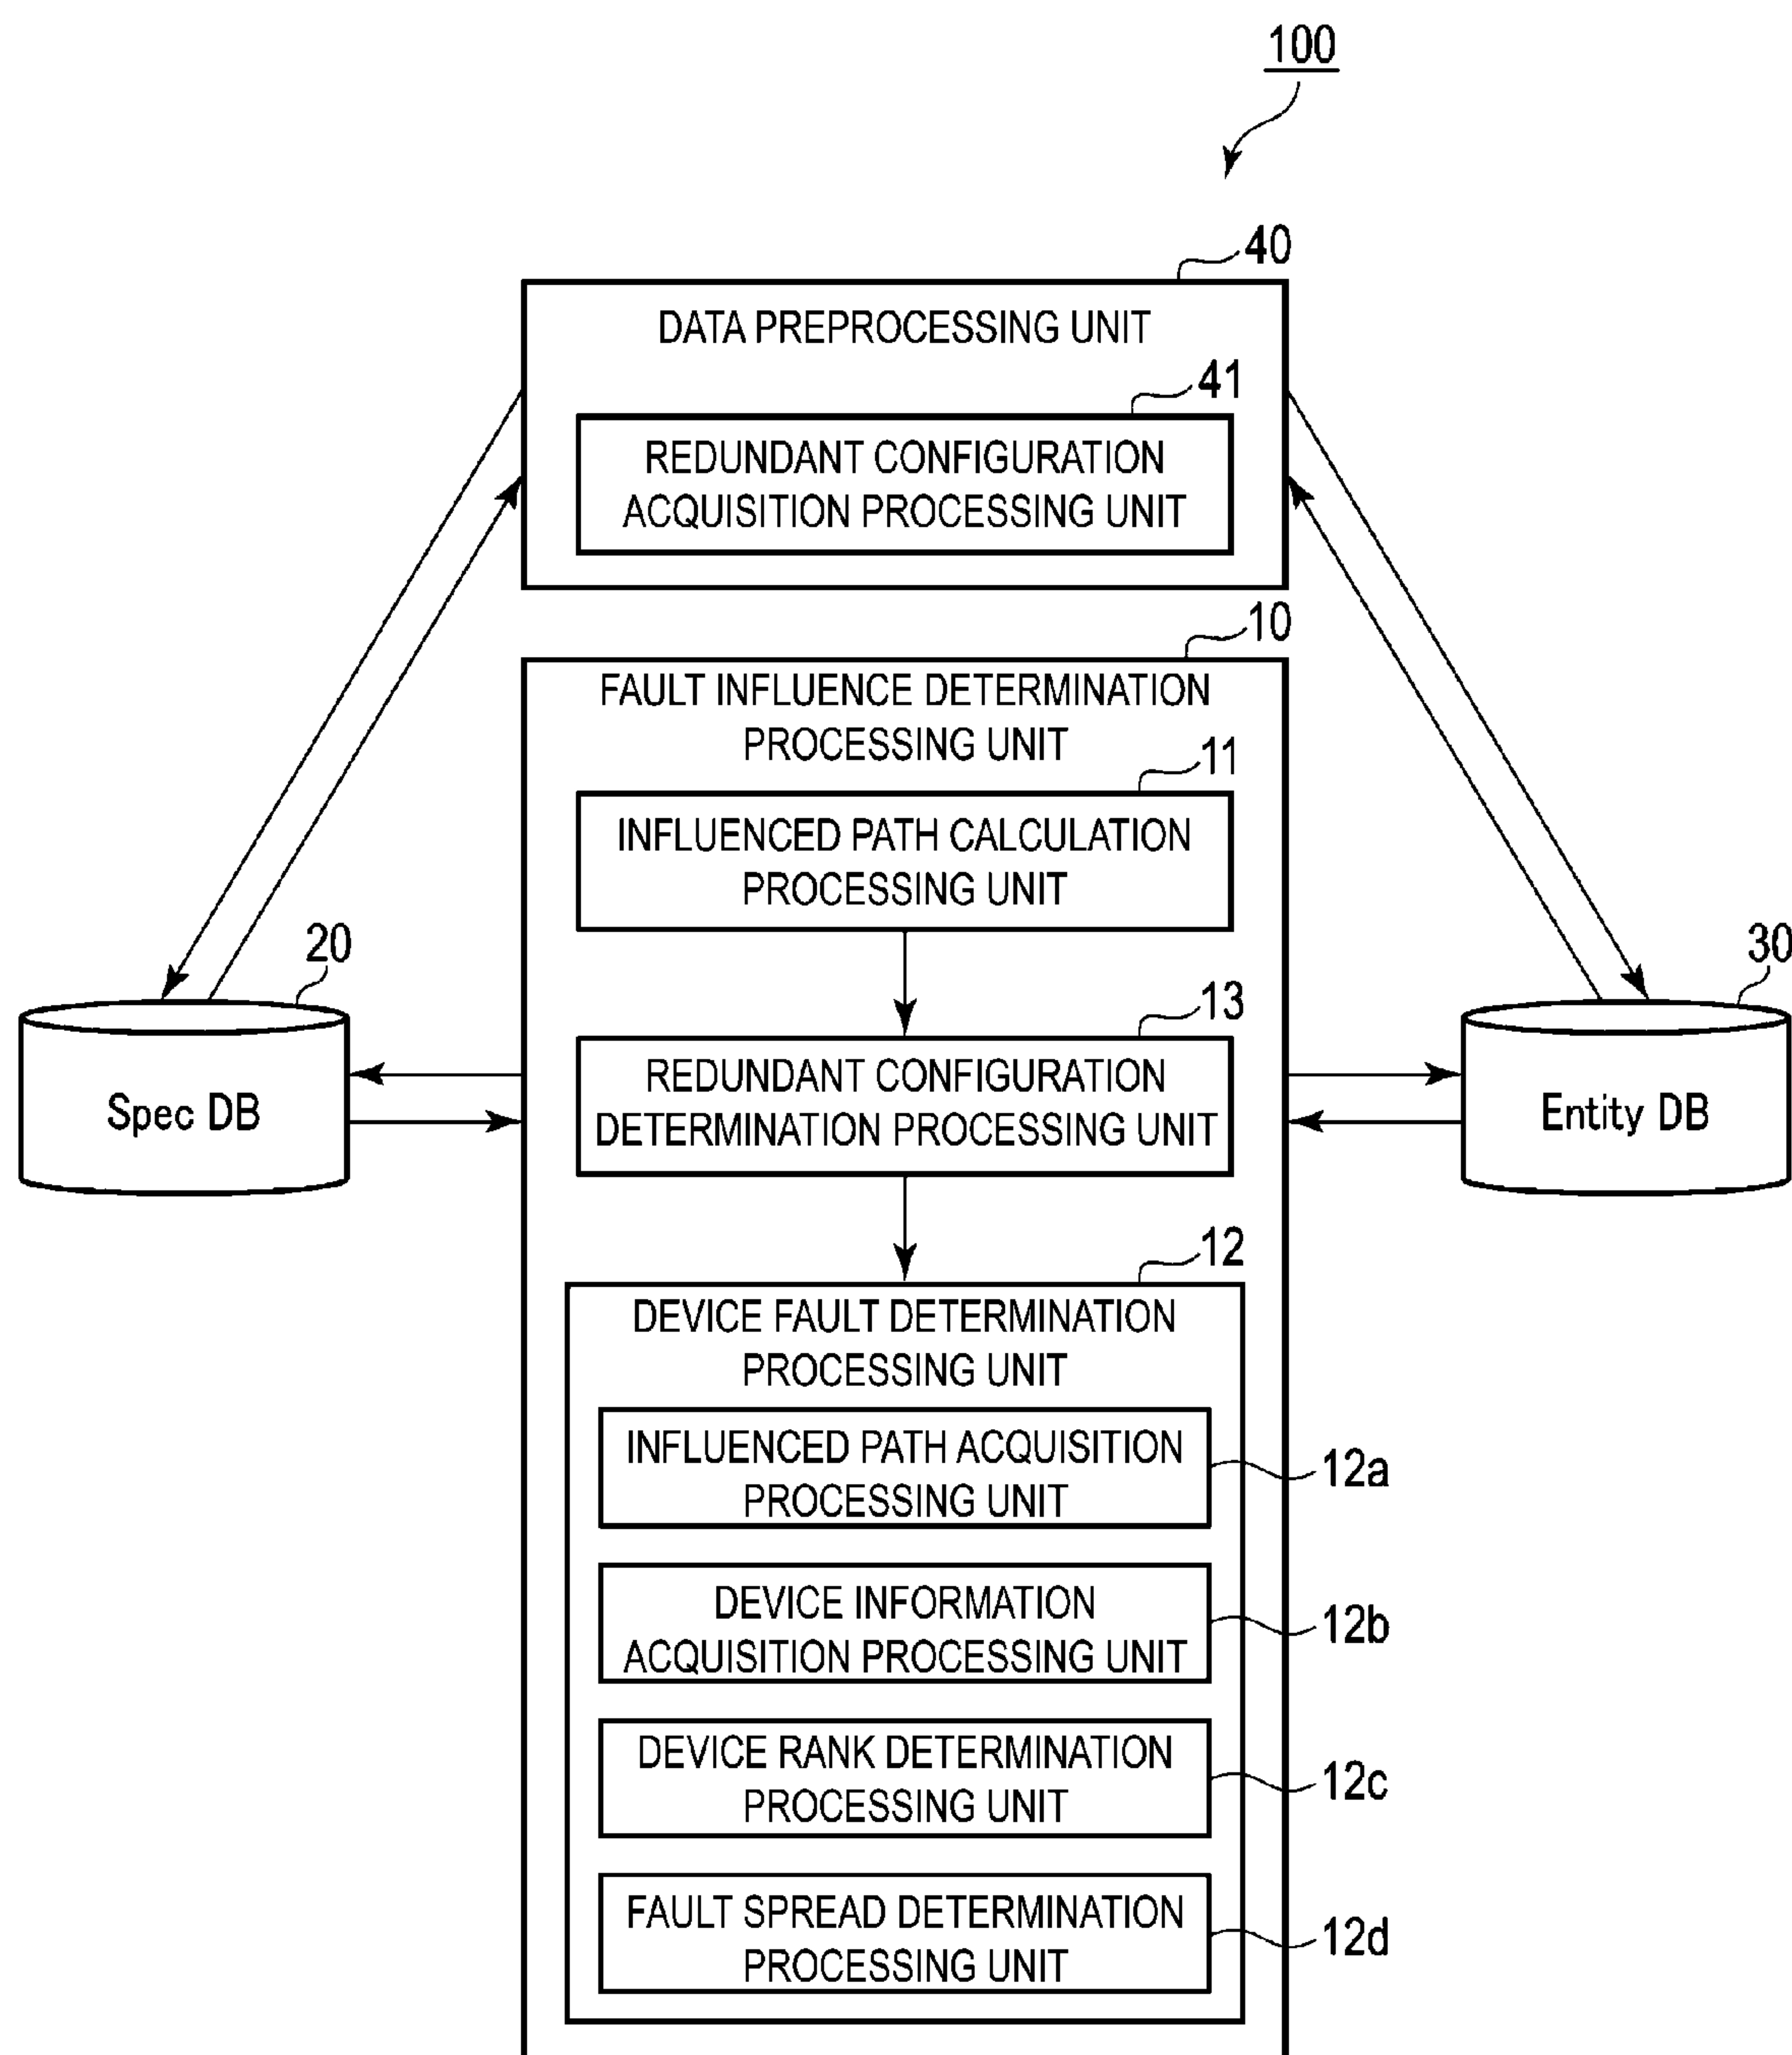 100
40
DATA PREPROCESSING UNIT
41
REDUNDANT CONFIGURATION
ACQUISITION PROCESSING UNIT
10
FAULT INFLUENCE DETERMINATION
PROCESSING UNIT
11
INFLUENCED PATH CALCULATION
PROCESSING UNIT
20
Spec DB
30
Entity DB
13
REDUNDANT CONFIGURATION
DETERMINATION PROCESSING UNIT
12
DEVICE FAULT DETERMINATION
PROCESSING UNIT
INFLUENCED PATH ACQUISITION
PROCESSING UNIT
12a
DEVICE INFORMATION
ACQUISITION PROCESSING UNIT
12b
DEVICE RANK DETERMINATION
PROCESSING UNIT
12c
FAULT SPREAD DETERMINATION
PROCESSING UNIT
12d